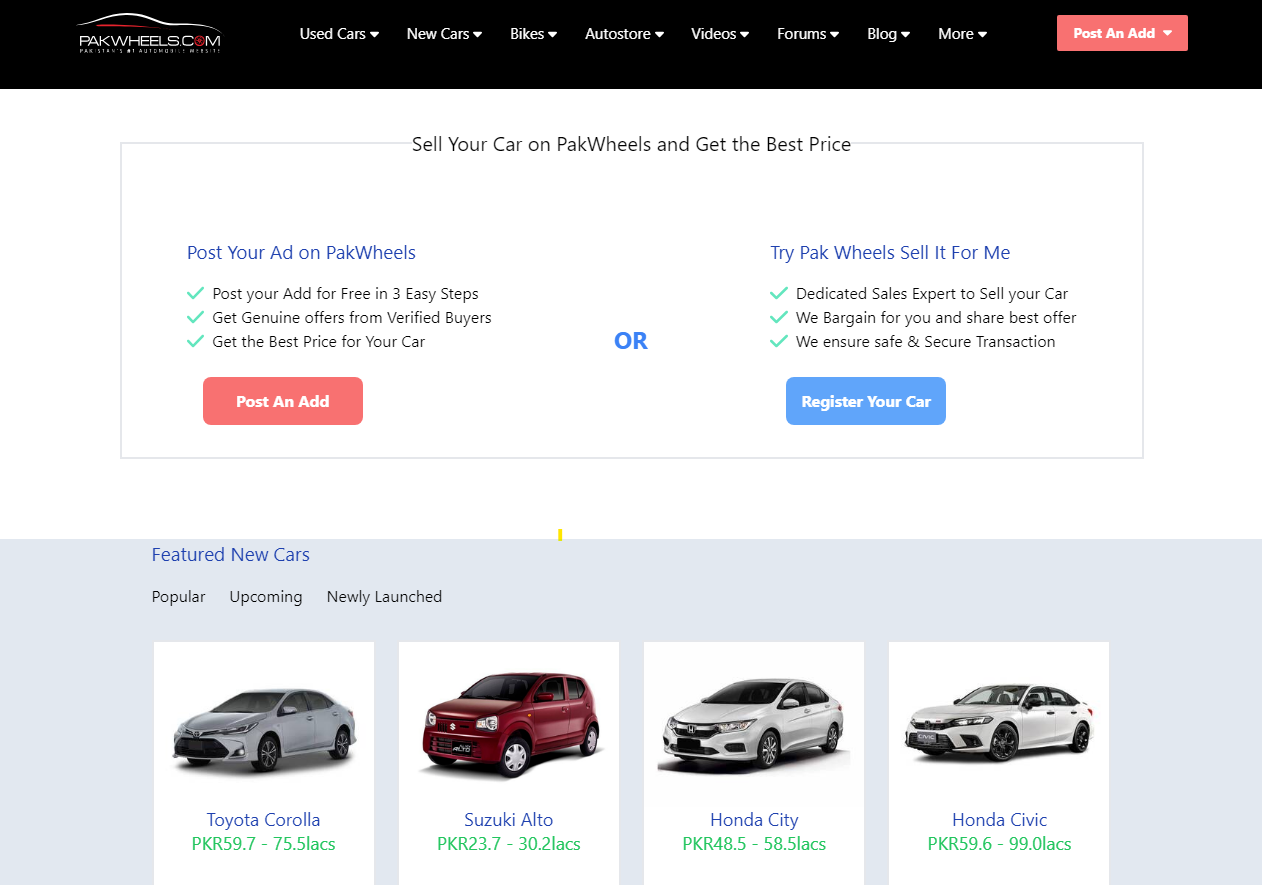 PAKWHEELS.COM
PAKISTAN'S #1 AUTOMOBILE WEBSITE
Used Cars New Cars Bikes Autostore Videos Forums Blog More Post An Add
Sell Your Car on PakWheels and Get the Best Price
Post Your Ad on PakWheels
Post your Add for Free in 3 Easy Steps
Get Genuine offers from Verified Buyers
Get the Best Price for Your Car
Post An Add
OR
Try Pak Wheels Sell It For Me
Dedicated Sales Expert to Sell your Car
We Bargain for you and share best offer
We ensure safe & Secure Transaction
Register Your Car
Featured New Cars
Popular Upcoming Newly Launched
ALTO
CIVIC
Toyota Corolla
PKR59.7 - 75.5lacs
Suzuki Alto
PKR23.7 - 30.2lacs
Honda City
PKR48.5 - 58.5lacs
Honda Civic
PKR59.6 - 99.0lacs